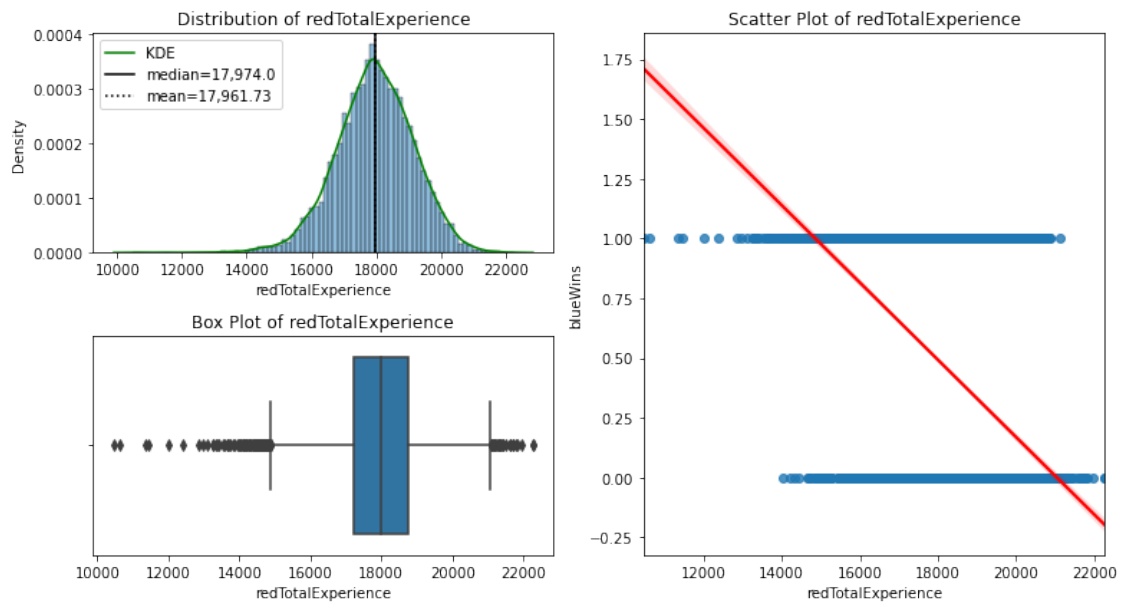 Distribution of redTotalExperience
0.0004
0.0003
0.0002
0.0001
0.0000
Density
KDE
median=17,974.0
mean=17,961.73
10000 12000 14000 16000 18000 20000 22000
redTotalExperience
Box Plot of redTotalExperience
10000 12000 14000 16000 18000 20000 22000
redTotalExperience
Scatter Plot of redTotalExperience
1.75
1.50
1.25
1.00
0.75
0.50
0.25
0.00
−0.25
blueWins
12000 14000 16000 18000 20000 22000
redTotalExperience